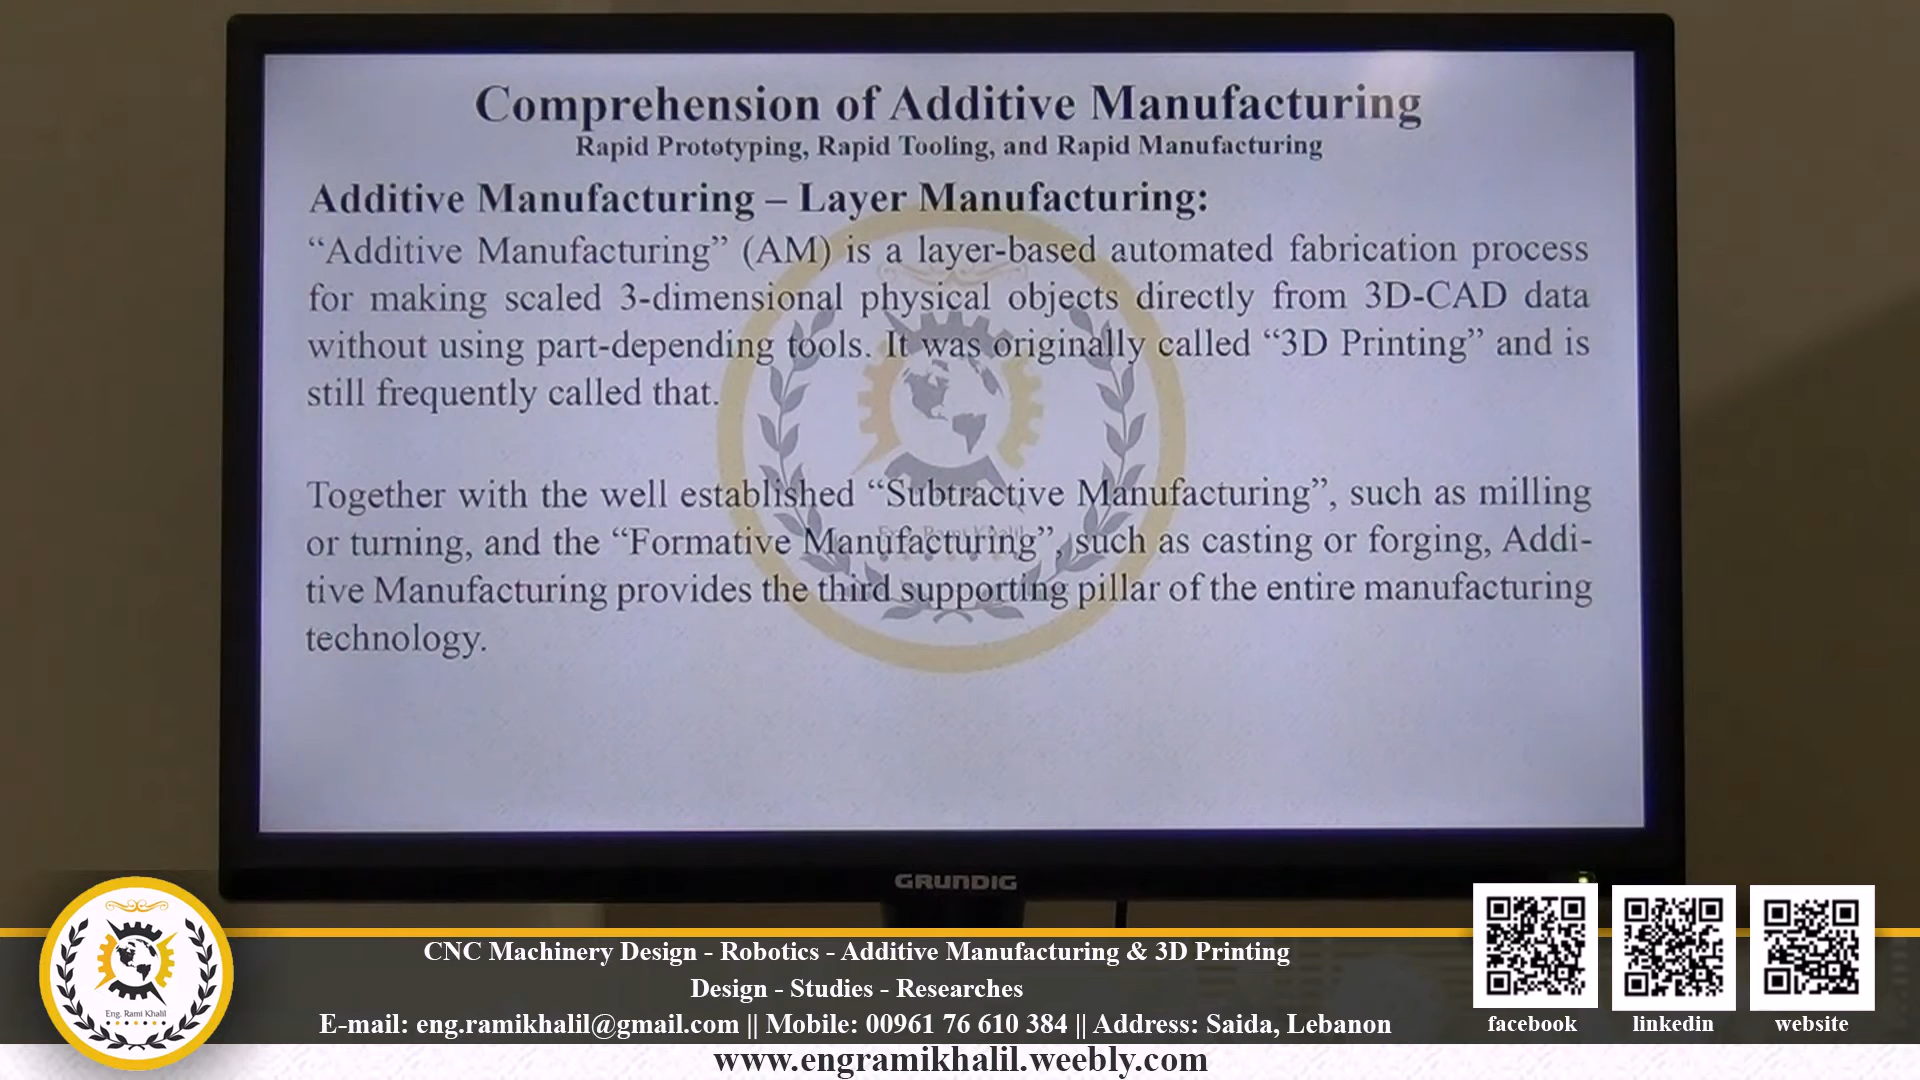 Comprehension of Additive Manufacturing
Rapid Prototyping, Rapid Tooling, and Rapid Manufacturing
Additive Manufacturing – Layer Manufacturing:
“Additive Manufacturing” (AM) is a layer-based automated fabrication process
for making scaled 3-dimensional physical objects directly from 3D-CAD data
without using part-depending tools. It was originally called “3D Printing” and is
still frequently called that.
Together with the well established “Subtractive Manufacturing”, such as milling
or turning, and the “Formative Manufacturing”, such as casting or forging, Addi-
tive Manufacturing provides the third supporting pillar of the entire manufacturing
technology.
Eng. Rami Khalil
GRUNDIG
Eng. Rami Khalil
CNC Machinery Design - Robotics - Additive Manufacturing & 3D Printing
Design - Studies - Researches
E-mail: eng.ramikhalil@gmail.com || Mobile: 00961 76 610 384 || Address: Saida, Lebanon
facebook
linkedin
website
www.engramikhalil.weebly.com